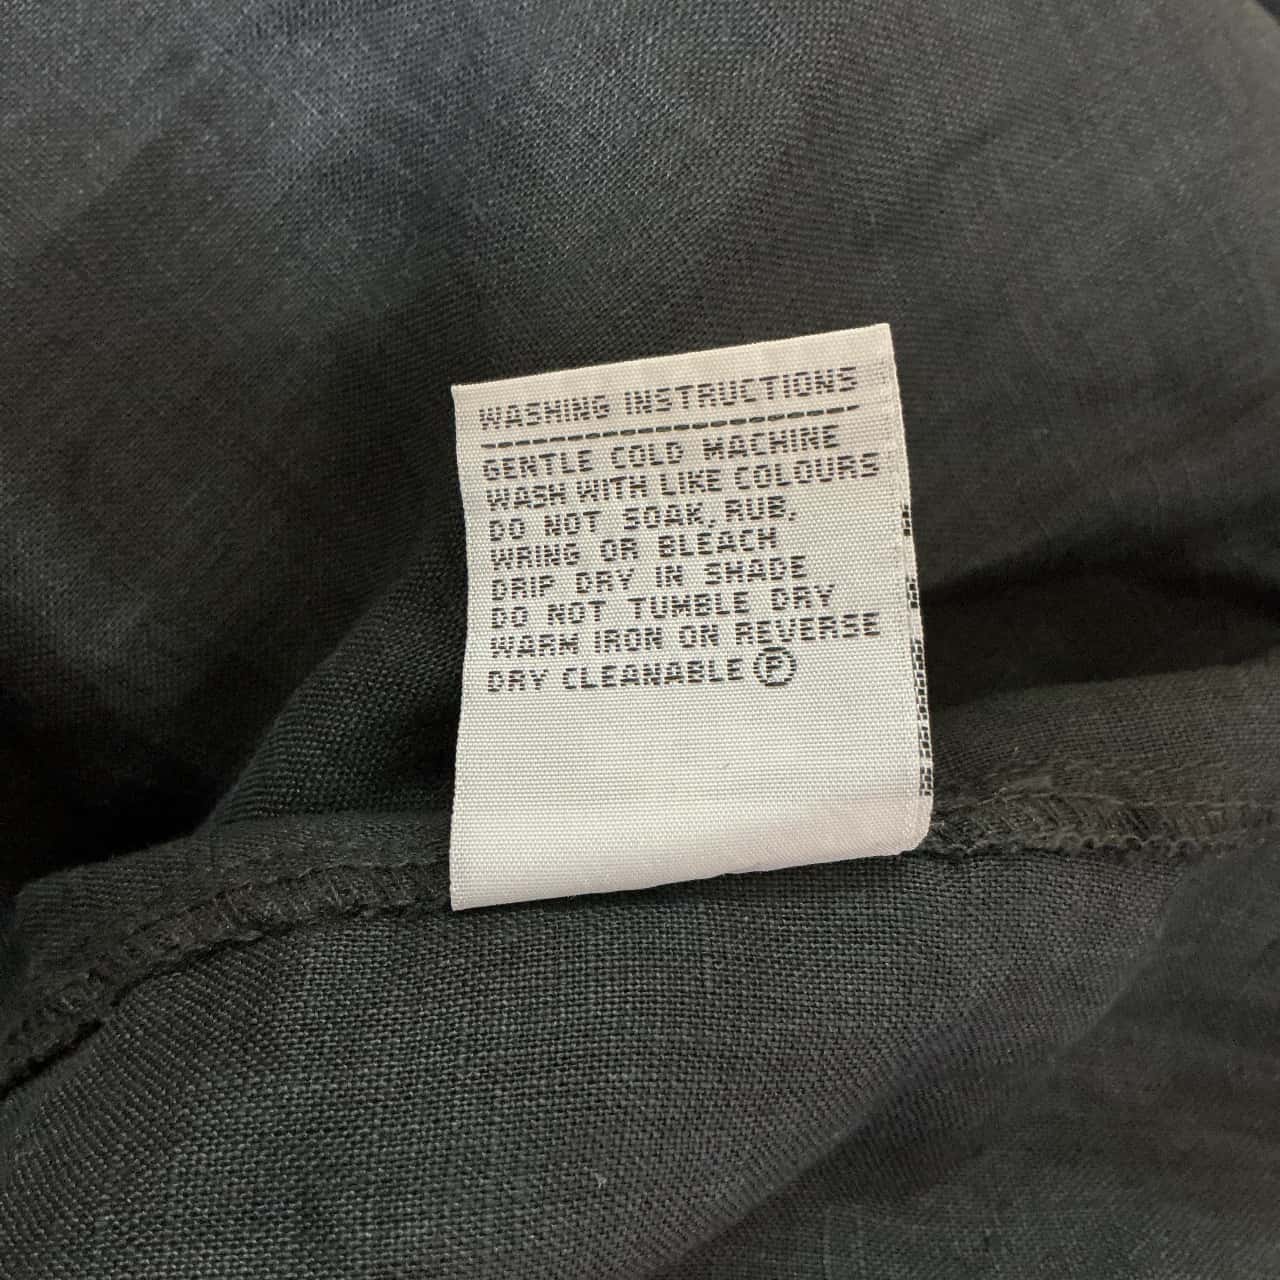 WASHING INSTRUCTIONS
GENTLE COLD MACHINE
WASH WITH LIKE COLOURS
DO NOT SOAK, RUB,
WRING OR BLEACH
DRIP DRY IN SHADE
DO NOT TUMBLE DRY
WARM IRON ON REVERSE
DRY CLEANABLE Ⓟ